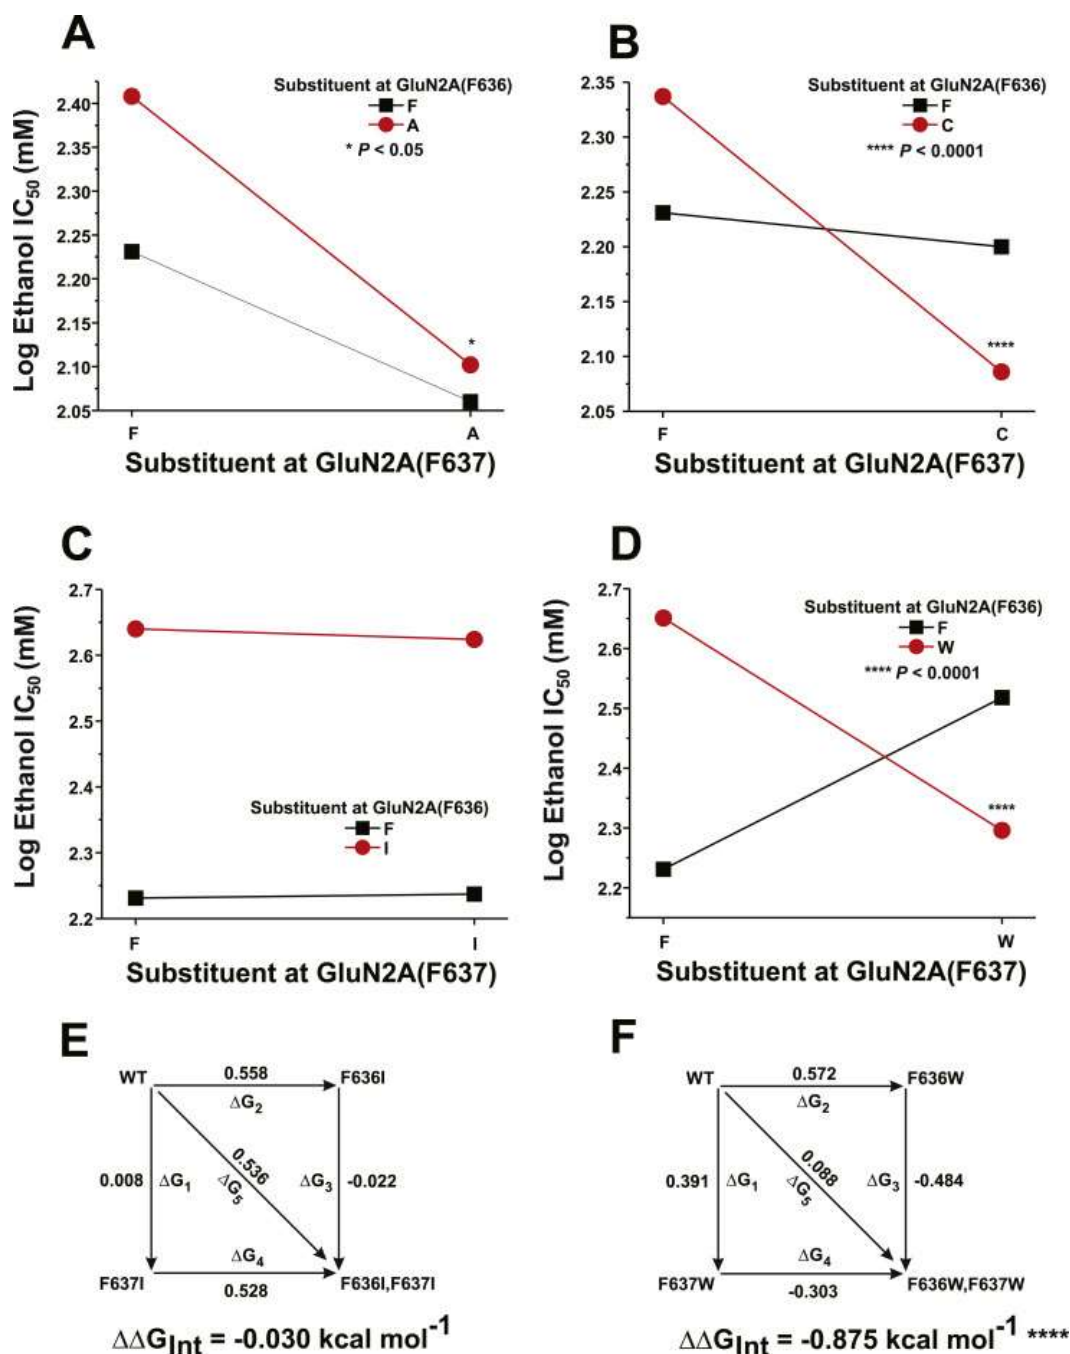 A
Substituent at GluN2A(F636)
F
A
* P < 0.05
2.40
2.35
2.30
2.25
2.20
2.15
2.10
2.05
*
F
A
Log Ethanol IC50 (mM)
Substituent at GluN2A(F637)
B
Substituent at GluN2A(F636)
F
C
**** P < 0.0001
2.35
2.30
2.25
2.20
2.15
2.10
2.05
****
F
C
Substituent at GluN2A(F637)
C
2.7
2.6
2.5
2.4
2.3
2.2
Substituent at GluN2A(F636)
F
I
F
I
Log Ethanol IC50 (mM)
Substituent at GluN2A(F637)
D
Substituent at GluN2A(F636)
F
W
**** P < 0.0001
2.7
2.6
2.5
2.4
2.3
2.2
****
F
W
Log Ethanol IC50 (mM)
Substituent at GluN2A(F637)
E
WT
0.558
F636I
ΔG2
0.008
ΔG1
0.536
ΔG5
ΔG3
-0.022
ΔG4
F637I
0.528
F636I,F637I
ΔΔGInt = -0.030 kcal mol-1
F
WT
0.572
F636W
ΔG2
0.391
ΔG1
0.088
ΔG5
ΔG3
-0.484
ΔG4
F637W
-0.303
F636W,F637W
ΔΔGInt = -0.875 kcal mol-1 ****